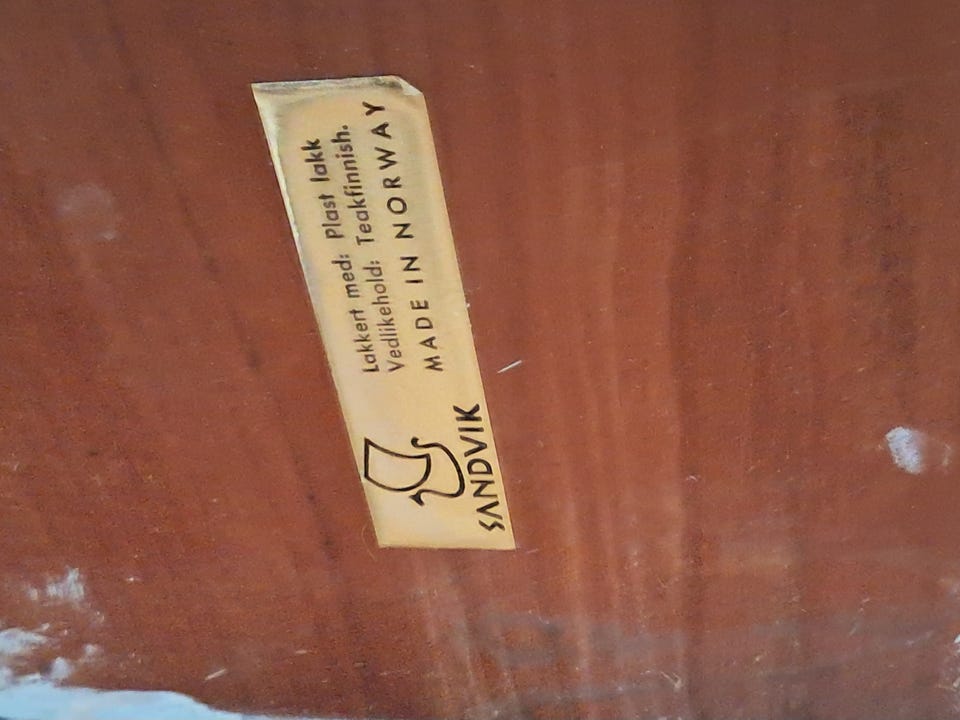 Lakkert med: Plast lakk
Vedlikehold: Teakfinnish.
MADE IN NORWAY
SANDVIK